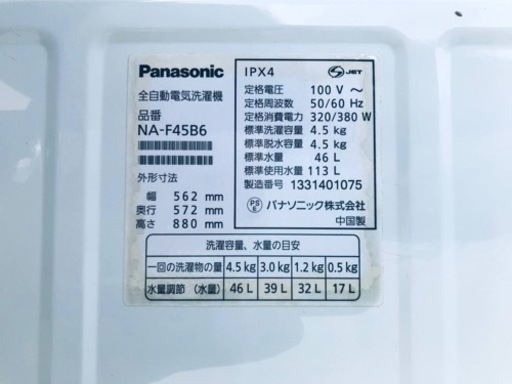 Panasonic
全自動電気洗濯機
品番
NA-F45B6
外形寸法
幅 562 mm
奥行 572 mm
高さ 880 mm
IPX4 JET
定格電圧 100 V ～
定格周波数 50/60 Hz
定格消費電力 320/380 W
標準洗濯容量 4.5 kg
標準脱水容量 4.5 kg
標準水量 46 L
標準使用水量 113 L
製造番号 1331401075
PS E パナソニック株式会社
中国製
洗濯容量、水量の目安
一回の洗濯物の量 4.5 kg 3.0 kg 1.2 kg 0.5 kg
水量調節 (水量) 46 L 39 L 32 L 17 L